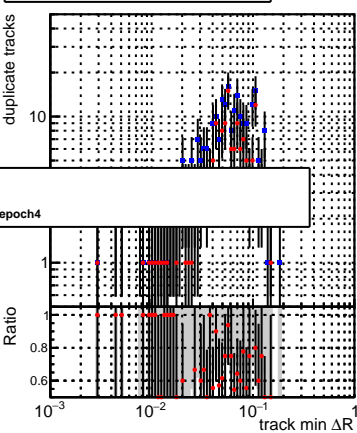 duplicate tracks
10
epoch4
1
Ratio
1
0.8
0.6
10⁻³
10⁻²
10⁻¹
1
track min ΔR